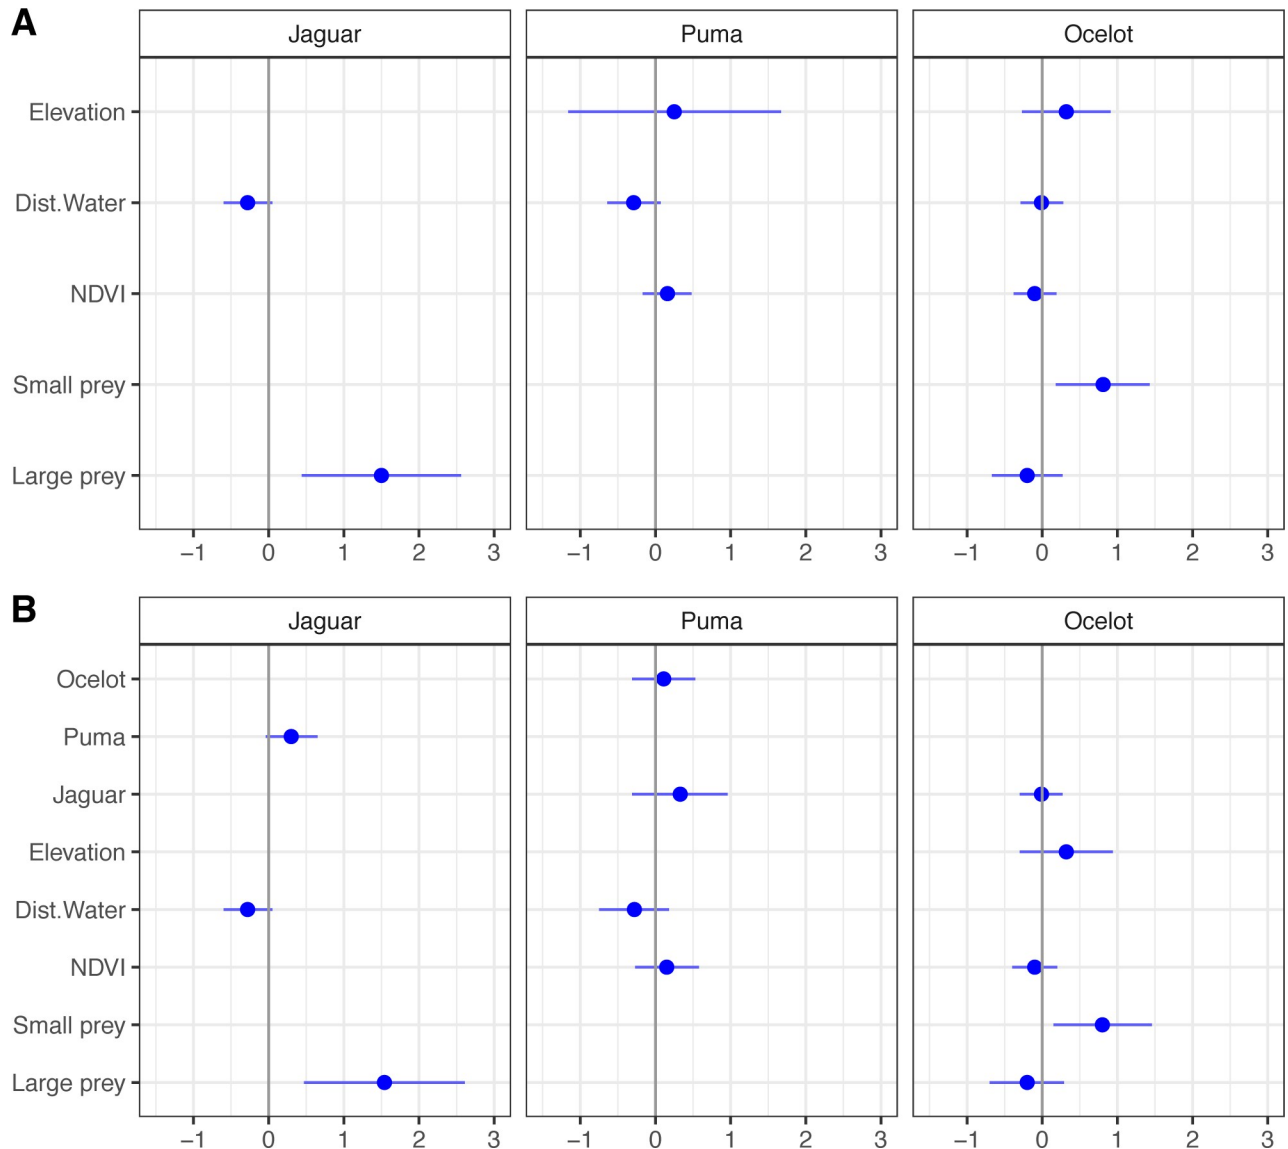 A
Jaguar Puma Ocelot
Elevation
Dist.Water
NDVI
Small prey
Large prey
−1 0 1 2 3 −1 0 1 2 3 −1 0 1 2 3
B
Jaguar Puma Ocelot
Ocelot
Puma
Jaguar
Elevation
Dist.Water
NDVI
Small prey
Large prey
−1 0 1 2 3 −1 0 1 2 3 −1 0 1 2 3